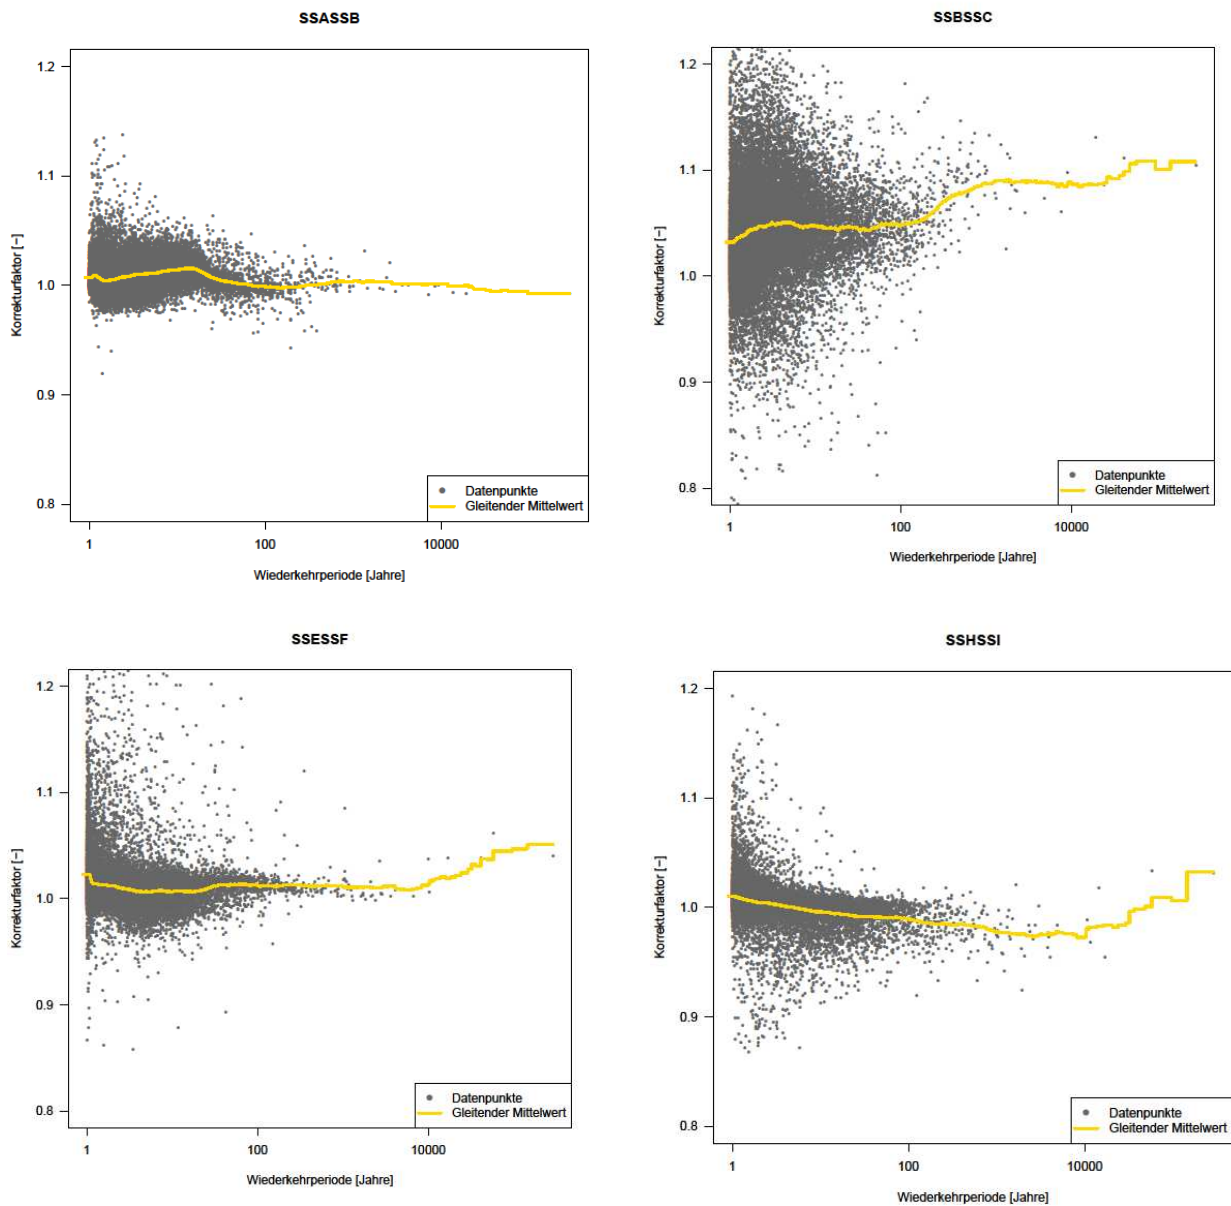 SSASSB
1.2
1.1
1.0
0.9
0.8
Korrekturfaktor [−]
Datenpunkte
Gleitender Mittelwert
1
100
10000
Wiederkehrperiode [Jahre]
SSBSSC
1.2
1.1
1.0
0.9
0.8
Korrekturfaktor [−]
Datenpunkte
Gleitender Mittelwert
1
100
10000
Wiederkehrperiode [Jahre]
SSESSF
1.2
1.1
1.0
0.9
0.8
Korrekturfaktor [−]
Datenpunkte
Gleitender Mittelwert
1
100
10000
Wiederkehrperiode [Jahre]
SSHSSI
1.2
1.1
1.0
0.9
0.8
Korrekturfaktor [−]
Datenpunkte
Gleitender Mittelwert
1
100
10000
Wiederkehrperiode [Jahre]